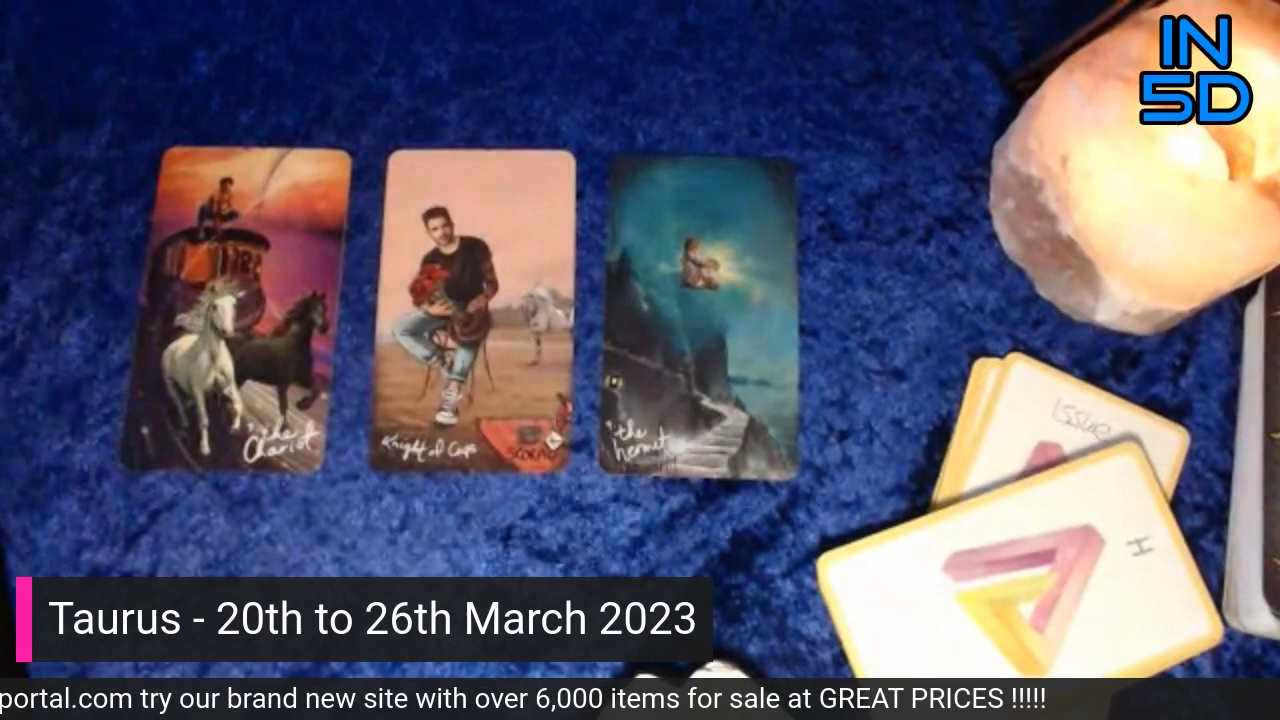 IN
5D
ISSUE
H
The
Chariot
Knight of Cups
SCORPIO
the
hermit
Taurus - 20th to 26th March 2023
portal.com try our brand new site with over 6,000 items for sale at GREAT PRICES !!!!!